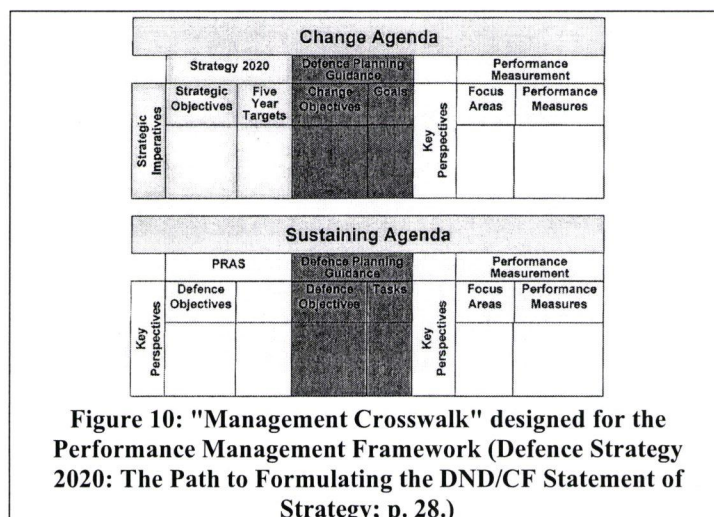 Change Agenda
Strategy 2020
Defence Planning Guidance
Performance Measurement
Strategic Imperatives
Strategic Objectives
Five Year Targets
Change Objectives
Goals
Key Perspectives
Focus Areas
Performance Measures
Sustaining Agenda
PRAS
Defence Planning Guidance
Performance Measurement
Key Perspectives
Defence Objectives
Defence Objectives
Tasks
Key Perspectives
Focus Areas
Performance Measures
Figure 10: "Management Crosswalk" designed for the
Performance Management Framework (Defence Strategy
2020: The Path to Formulating the DND/CF Statement of
Strategy; p. 28.)